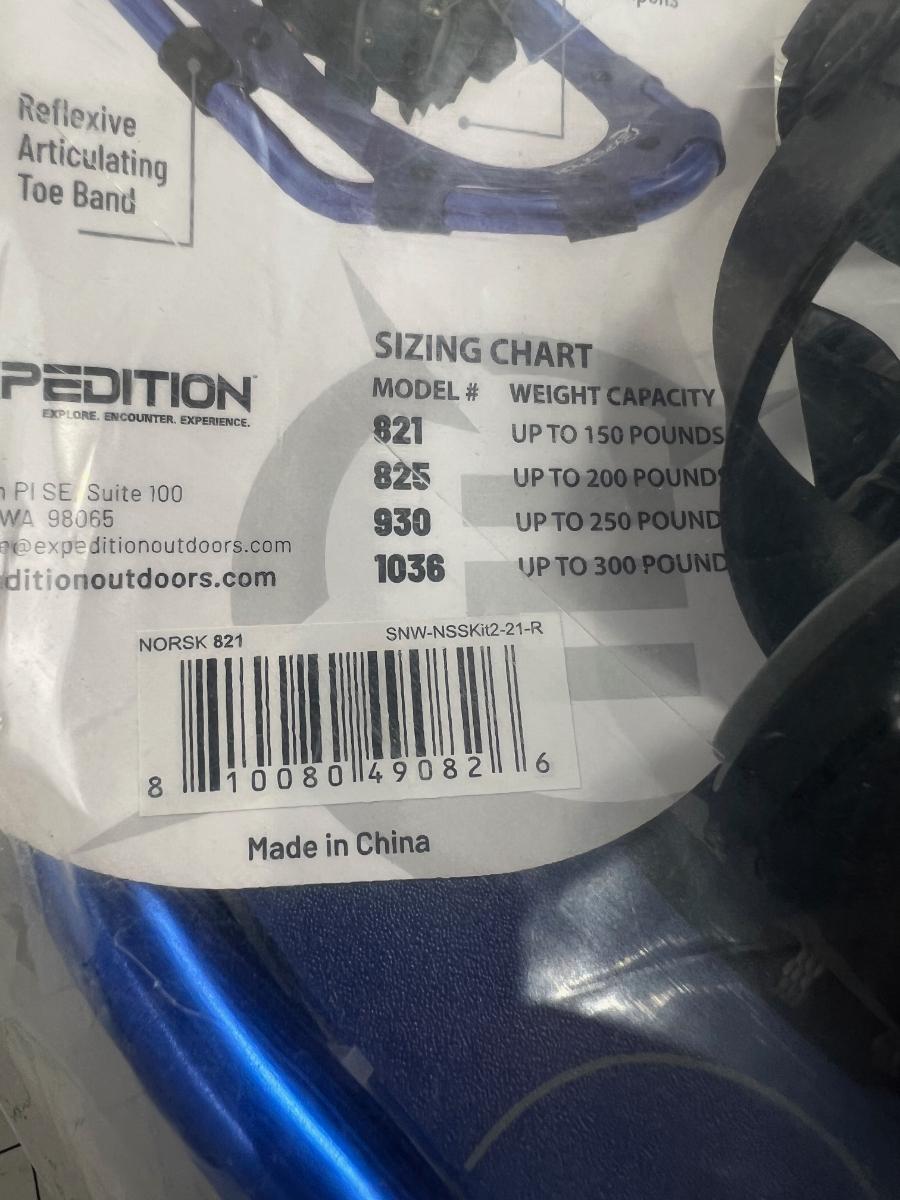 Reflexive
Articulating
Toe Band
PEDITION
EXPLORE. ENCOUNTER. EXPERIENCE.
Pl SE, Suite 100
WA 98065
@expeditionoutdoors.com
ditionoutdoors.com
SIZING CHART
MODEL # WEIGHT CAPACITY
821 UP TO 150 POUNDS
825 UP TO 200 POUNDS
930 UP TO 250 POUND
1036 UP TO 300 POUND
NORSK 821 SNW-NSSKit2-21-R
8 10080 49082 6
Made in China